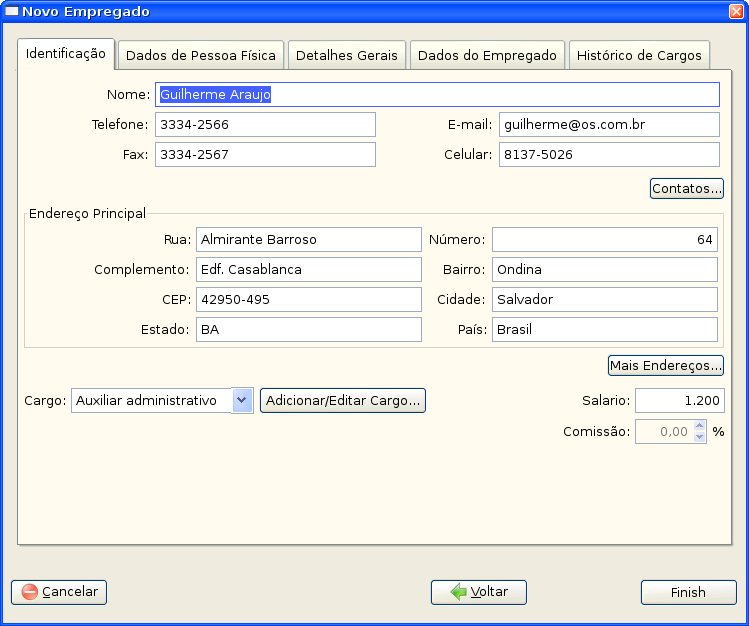 Novo Empregado
Identificação Dados de Pessoa Física Detalhes Gerais Dados do Empregado Histórico de Cargos
Nome: Guilherme Araujo
Telefone: 3334-2566 E-mail: guilherme@os.com.br
Fax: 3334-2567 Celular: 8137-5026
Contatos...
Endereço Principal
Rua: Almirante Barroso Número: 64
Complemento: Edf. Casablanca Bairro: Ondina
CEP: 42950-495 Cidade: Salvador
Estado: BA País: Brasil
Mais Endereços...
Cargo: Auxiliar administrativo Adicionar/Editar Cargo... Salario: 1.200
Comissão: 0,00 %
Cancelar Voltar Finish